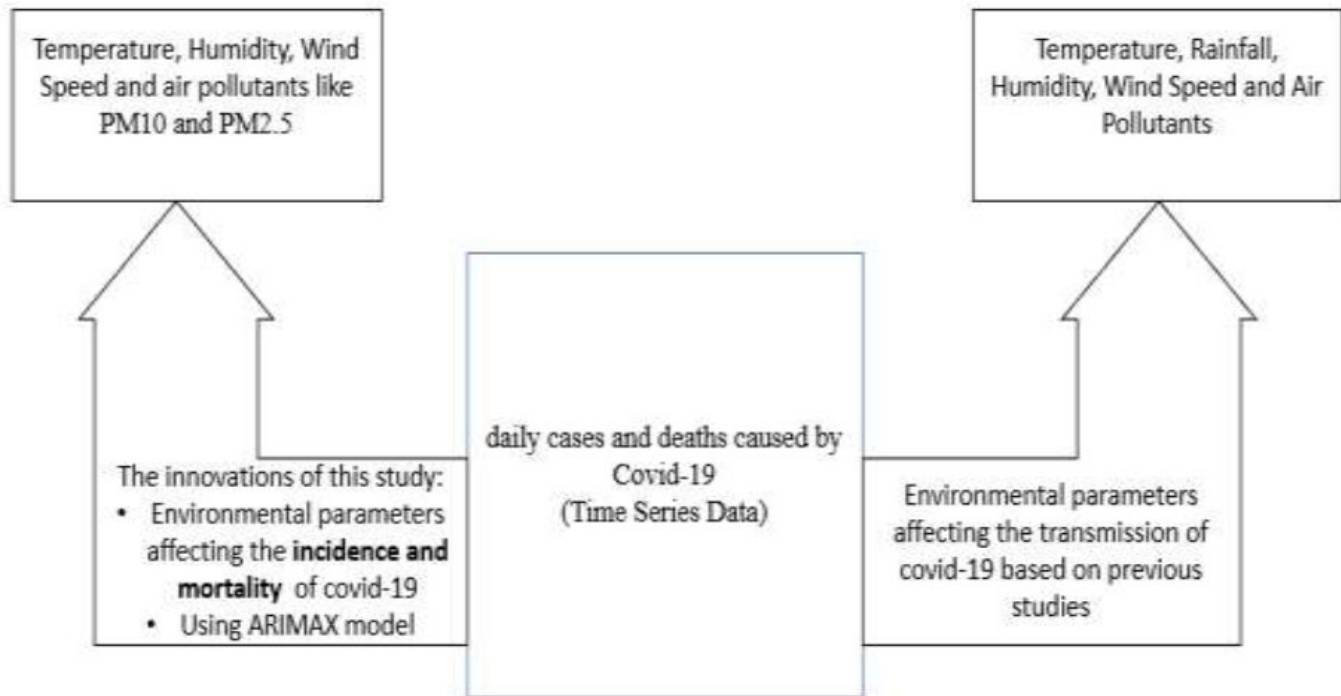 Temperature, Humidity, Wind
Speed and air pollutants like
PM10 and PM2.5
Temperature, Rainfall,
Humidity, Wind Speed and Air
Pollutants
The innovations of this study:
• Environmental parameters
affecting the incidence and
mortality of covid-19
• Using ARIMAX model
daily cases and deaths caused by
Covid-19
(Time Series Data)
Environmental parameters
affecting the transmission of
covid-19 based on previous
studies